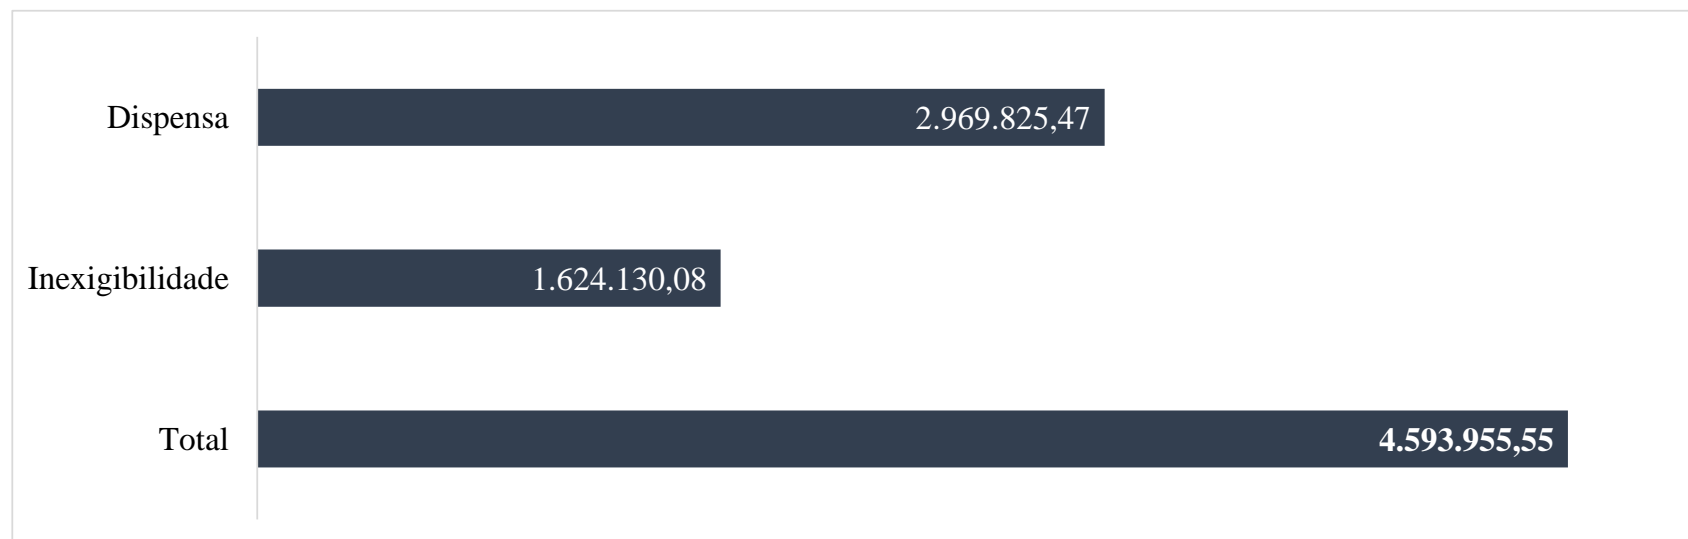 Dispensa 2.969.825,47
Inexigibilidade 1.624.130,08
Total 4.593.955,55